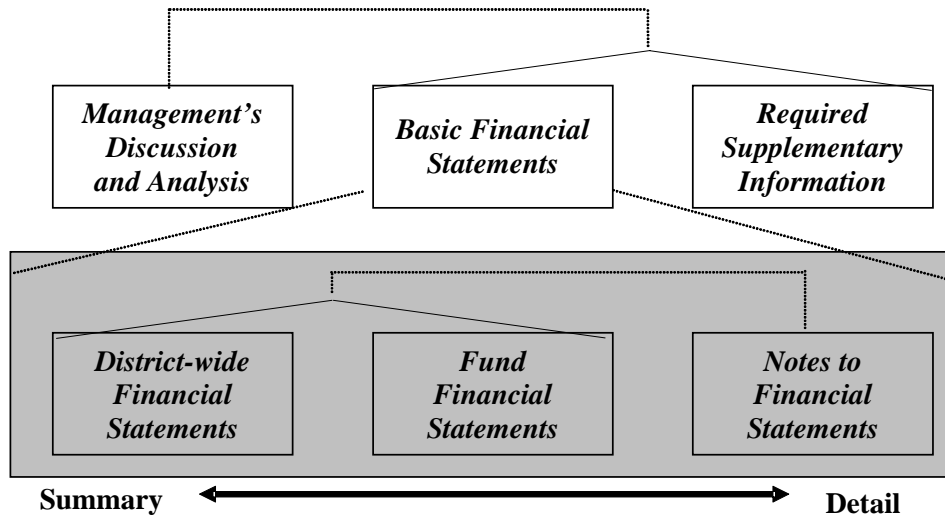 Management’s
Discussion
and Analysis
Basic Financial
Statements
Required
Supplementary
Information
District-wide
Financial
Statements
Fund
Financial
Statements
Notes to
Financial
Statements
Summary
Detail